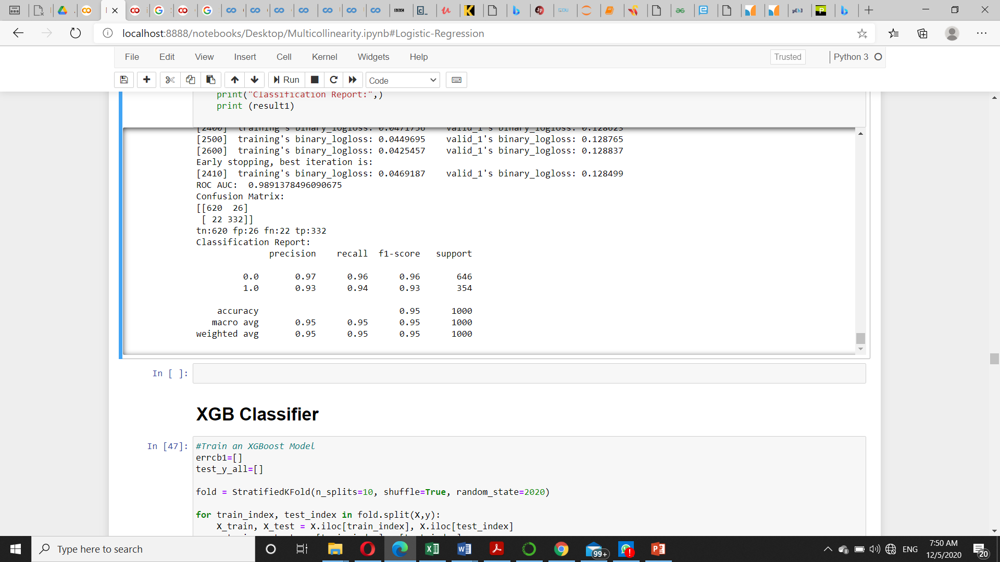 localhost:8888/notebooks/Desktop/Multicollinearity.ipynb#Logistic-Regression
File Edit View Insert Cell Kernel Widgets Help Trusted Python 3
Run Code
print("Classification Report:",)
print (result1)
[2400] training's binary_logloss: 0.0471756 valid_1's binary_logloss: 0.128623
[2500] training's binary_logloss: 0.0449695 valid_1's binary_logloss: 0.128765
[2600] training's binary_logloss: 0.0425457 valid_1's binary_logloss: 0.128837
Early stopping, best iteration is:
[2410] training's binary_logloss: 0.0469187 valid_1's binary_logloss: 0.128499
ROC AUC: 0.9891378496090675
Confusion Matrix:
[[620 26]
[ 22 332]]
tn:620 fp:26 fn:22 tp:332
Classification Report:
precision recall f1-score support
0.0 0.97 0.96 0.96 646
1.0 0.93 0.94 0.93 354
accuracy 0.95 1000
macro avg 0.95 0.95 0.95 1000
weighted avg 0.95 0.95 0.95 1000
In [ ]:
XGB Classifier
In [47]: #Train an XGBoost Model
errcb1=[]
test_y_all=[]
fold = StratifiedKFold(n_splits=10, shuffle=True, random_state=2020)
for train_index, test_index in fold.split(X,y):
X_train, X_test = X.iloc[train_index], X.iloc[test_index]
Type here to search
99+
ENG
7:50 AM
12/5/2020
20